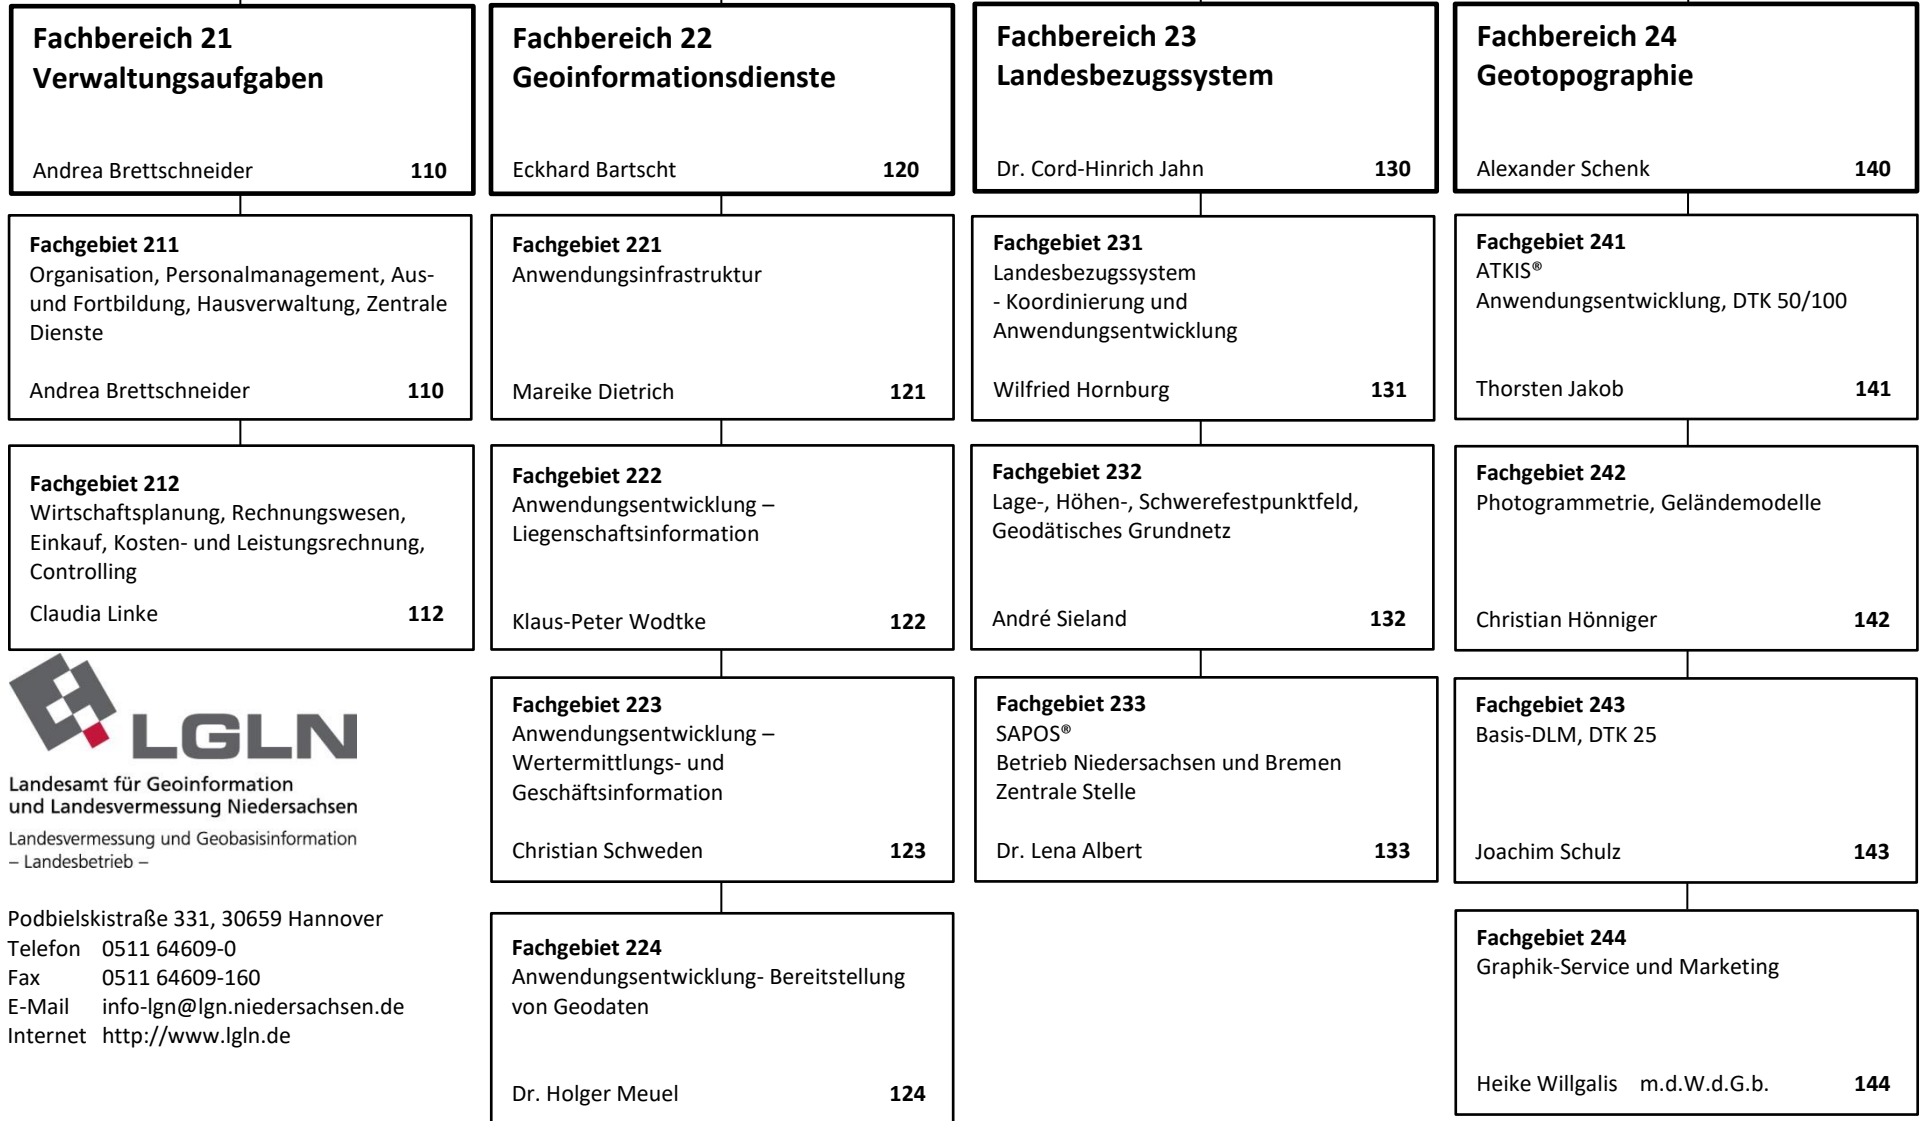 Fachbereich 21
Verwaltungsaufgaben
Andrea Brettschneider 110
Fachgebiet 211
Organisation, Personalmanagement, Aus-
und Fortbildung, Hausverwaltung, Zentrale
Dienste
Andrea Brettschneider 110
Fachgebiet 212
Wirtschaftsplanung, Rechnungswesen,
Einkauf, Kosten- und Leistungsrechnung,
Controlling
Claudia Linke 112
LGLN
Landesamt für Geoinformation
und Landesvermessung Niedersachsen
Landesvermessung und Geobasisinformation
– Landesbetrieb –
Podbielskistraße 331, 30659 Hannover
Telefon 0511 64609-0
Fax 0511 64609-160
E-Mail info-lgn@lgn.niedersachsen.de
Internet http://www.lgln.de
Fachbereich 22
Geoinformationsdienste
Eckhard Bartscht 120
Fachgebiet 221
Anwendungsinfrastruktur
Mareike Dietrich 121
Fachgebiet 222
Anwendungsentwicklung –
Liegenschaftsinformation
Klaus-Peter Wodtke 122
Fachgebiet 223
Anwendungsentwicklung –
Wertermittlungs- und
Geschäftsinformation
Christian Schweden 123
Fachgebiet 224
Anwendungsentwicklung- Bereitstellung
von Geodaten
Dr. Holger Meuel 124
Fachbereich 23
Landesbezugssystem
Dr. Cord-Hinrich Jahn 130
Fachgebiet 231
Landesbezugssystem
- Koordinierung und
Anwendungsentwicklung
Wilfried Hornburg 131
Fachgebiet 232
Lage-, Höhen-, Schwerefestpunktfeld,
Geodätisches Grundnetz
André Sieland 132
Fachgebiet 233
SAPOS®
Betrieb Niedersachsen und Bremen
Zentrale Stelle
Dr. Lena Albert 133
Fachbereich 24
Geotopographie
Alexander Schenk 140
Fachgebiet 241
ATKIS®
Anwendungsentwicklung, DTK 50/100
Thorsten Jakob 141
Fachgebiet 242
Photogrammetrie, Geländemodelle
Christian Hönniger 142
Fachgebiet 243
Basis-DLM, DTK 25
Joachim Schulz 143
Fachgebiet 244
Graphik-Service und Marketing
Heike Willgalis m.d.W.d.G.b. 144